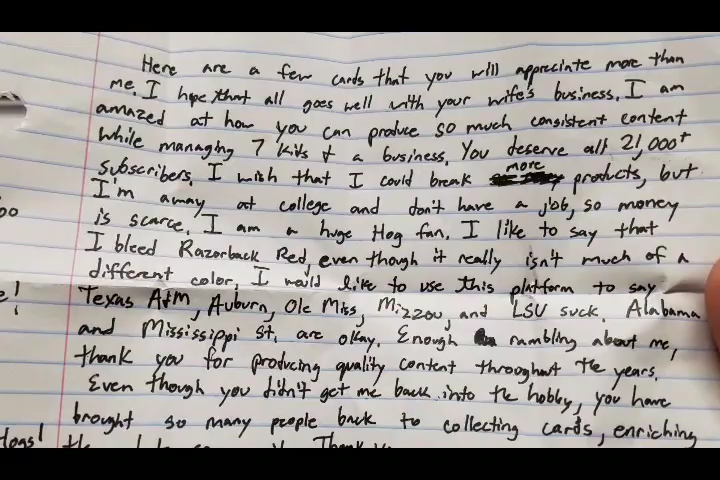 Here are a few cards that you will appreciate more than
me. I hope that all goes well with your wife's business. I am
amazed at how you can produce so much consistent content
while managing 7 kids & a business. You deserve all 21,000+
subscribers. I wish that I could break more products, but
I'm away at college and don't have a job, so money
is scarce. I am a huge Hog fan. I like to say that
I bleed Razorback Red, even though it really isn't much of a
different color. I would like to use this platform to say
Texas A&M, Auburn, Ole Miss, Mizzou, and LSU suck. Alabama
and Mississippi St. are okay. Enough rambling about me,
thank you for producing quality content throughout the years.
Even though you didn't get me back into the hobby, you have
brought so many people back to collecting cards, enriching
Hogs!